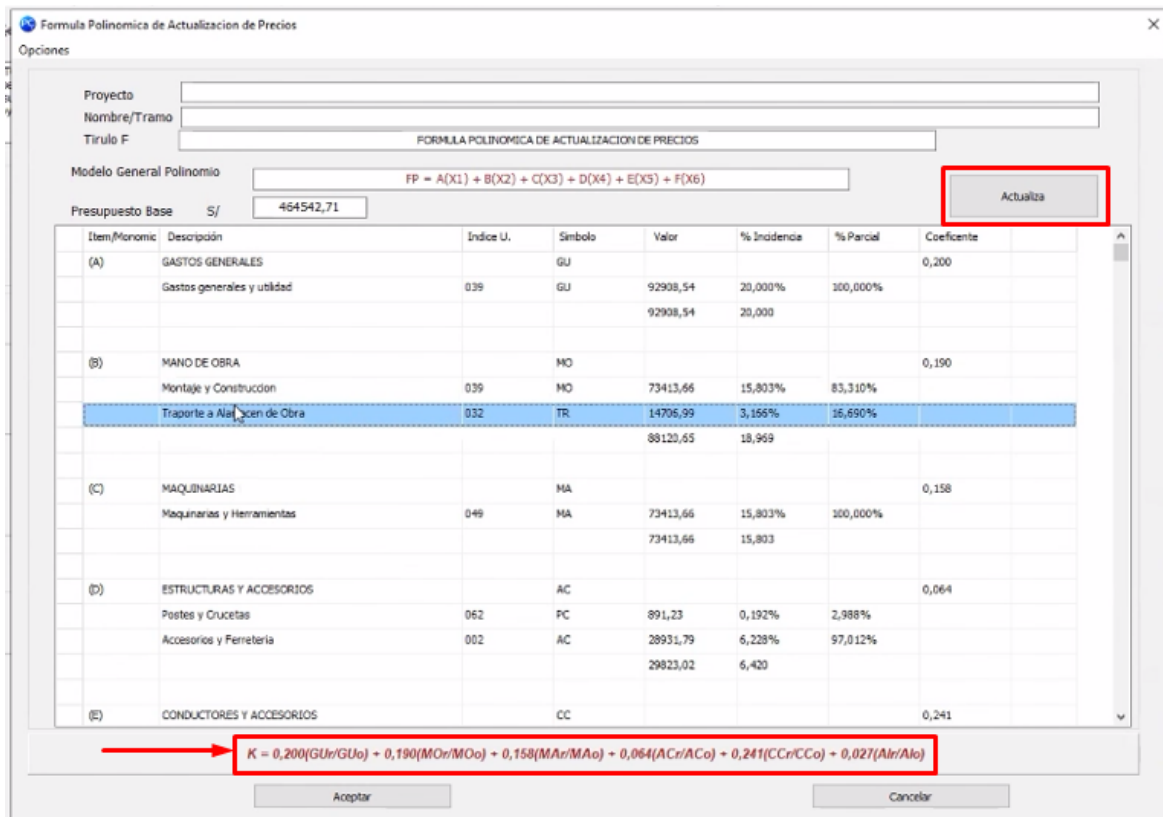 Formula Polinomica de Actualizacion de Precios
Opciones
Proyecto
Nombre/Tramo
Tirulo F FORMULA POLINOMICA DE ACTUALIZACION DE PRECIOS
Modelo General Polinomio FP = A(X1) + B(X2) + C(X3) + D(X4) + E(X5) + F(X6)
Actualiza
Presupuesto Base S/ 464542,71
Item/Monomic Descripción Indice U. Simbolo Valor % Incidencia % Parcial Coeficente
(A) GASTOS GENERALES GU 0,200
Gastos generales y utilidad 039 GU 92908,54 20,000% 100,000%
92908,54 20,000
(B) MANO DE OBRA MO 0,190
Montaje y Construccion 039 MO 73413,66 15,803% 83,310%
Traporte a Alamacen de Obra 032 TR 14706,99 3,166% 16,690%
88120,65 18,969
(C) MAQUINARIAS MA 0,158
Maquinarias y Herramientas 049 MA 73413,66 15,803% 100,000%
73413,66 15,803
(D) ESTRUCTURAS Y ACCESORIOS AC 0,064
Postes y Crucetas 062 PC 891,23 0,192% 2,988%
Accesorios y Ferreteria 002 AC 28931,79 6,228% 97,012%
29823,02 6,420
(E) CONDUCTORES Y ACCESORIOS CC 0,241
K = 0,200(GUr/GUo) + 0,190(MOr/MOo) + 0,158(MAr/MAo) + 0,064(ACr/ACo) + 0,241(CCr/CCo) + 0,027(AIr/AIo)
Aceptar Cancelar